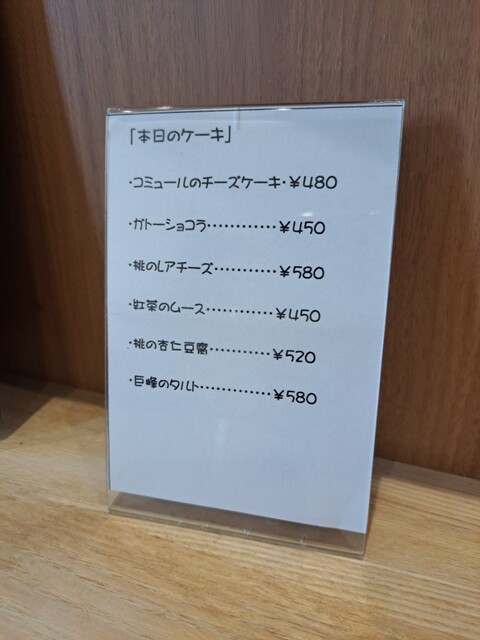 「本日のケーキ」
・コミュールのチーズケーキ・¥480
・ガトーショコラ・・・・・・・・・・・・¥450
・桃のレアチーズ・・・・・・・・・・・¥580
・紅茶のムース・・・・・・・・・・・・¥450
・桃の杏仁豆腐・・・・・・・・・・・¥520
・巨峰のタルト・・・・・・・・・・・・・¥580